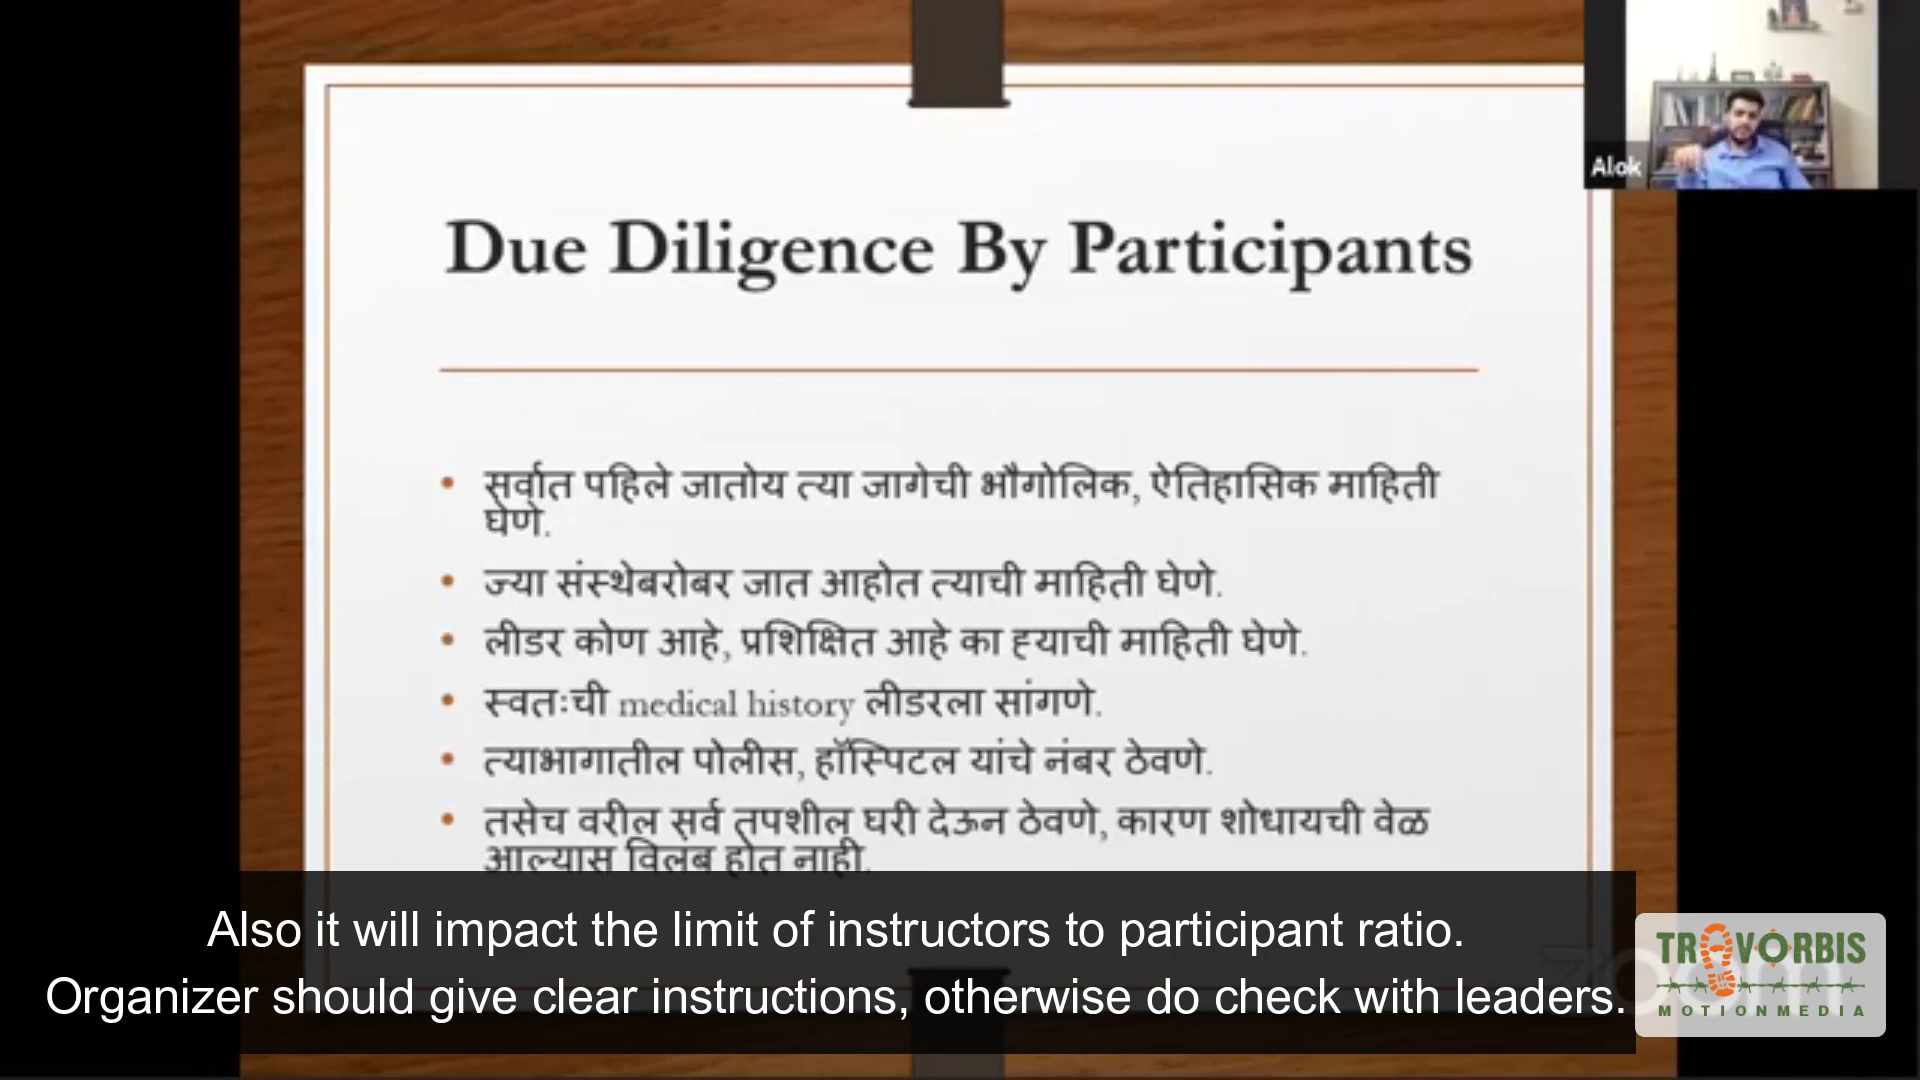 Alok
Due Diligence By Participants
• सर्वात पहिले जातोय त्या जागेची भौगोलिक, ऐतिहासिक माहिती
घेणे.
• ज्या संस्थेबरोबर जात आहोत त्याची माहिती घेणे.
• लीडर कोण आहे, प्रशिक्षित आहे का ह्याची माहिती घेणे.
• स्वतःची medical history लीडरला सांगणे.
• त्याभागातील पोलीस, हॉस्पिटल यांचे नंबर ठेवणे.
• तसेच वरील सर्व तपशील घरी देऊन ठेवणे, कारण शोधायची वेळ
आल्यास विलंब होत नाही.
Also it will impact the limit of instructors to participant ratio.
Organizer should give clear instructions, otherwise do check with leaders.
zoom
TRAVORBIS
MOTIONMEDIA